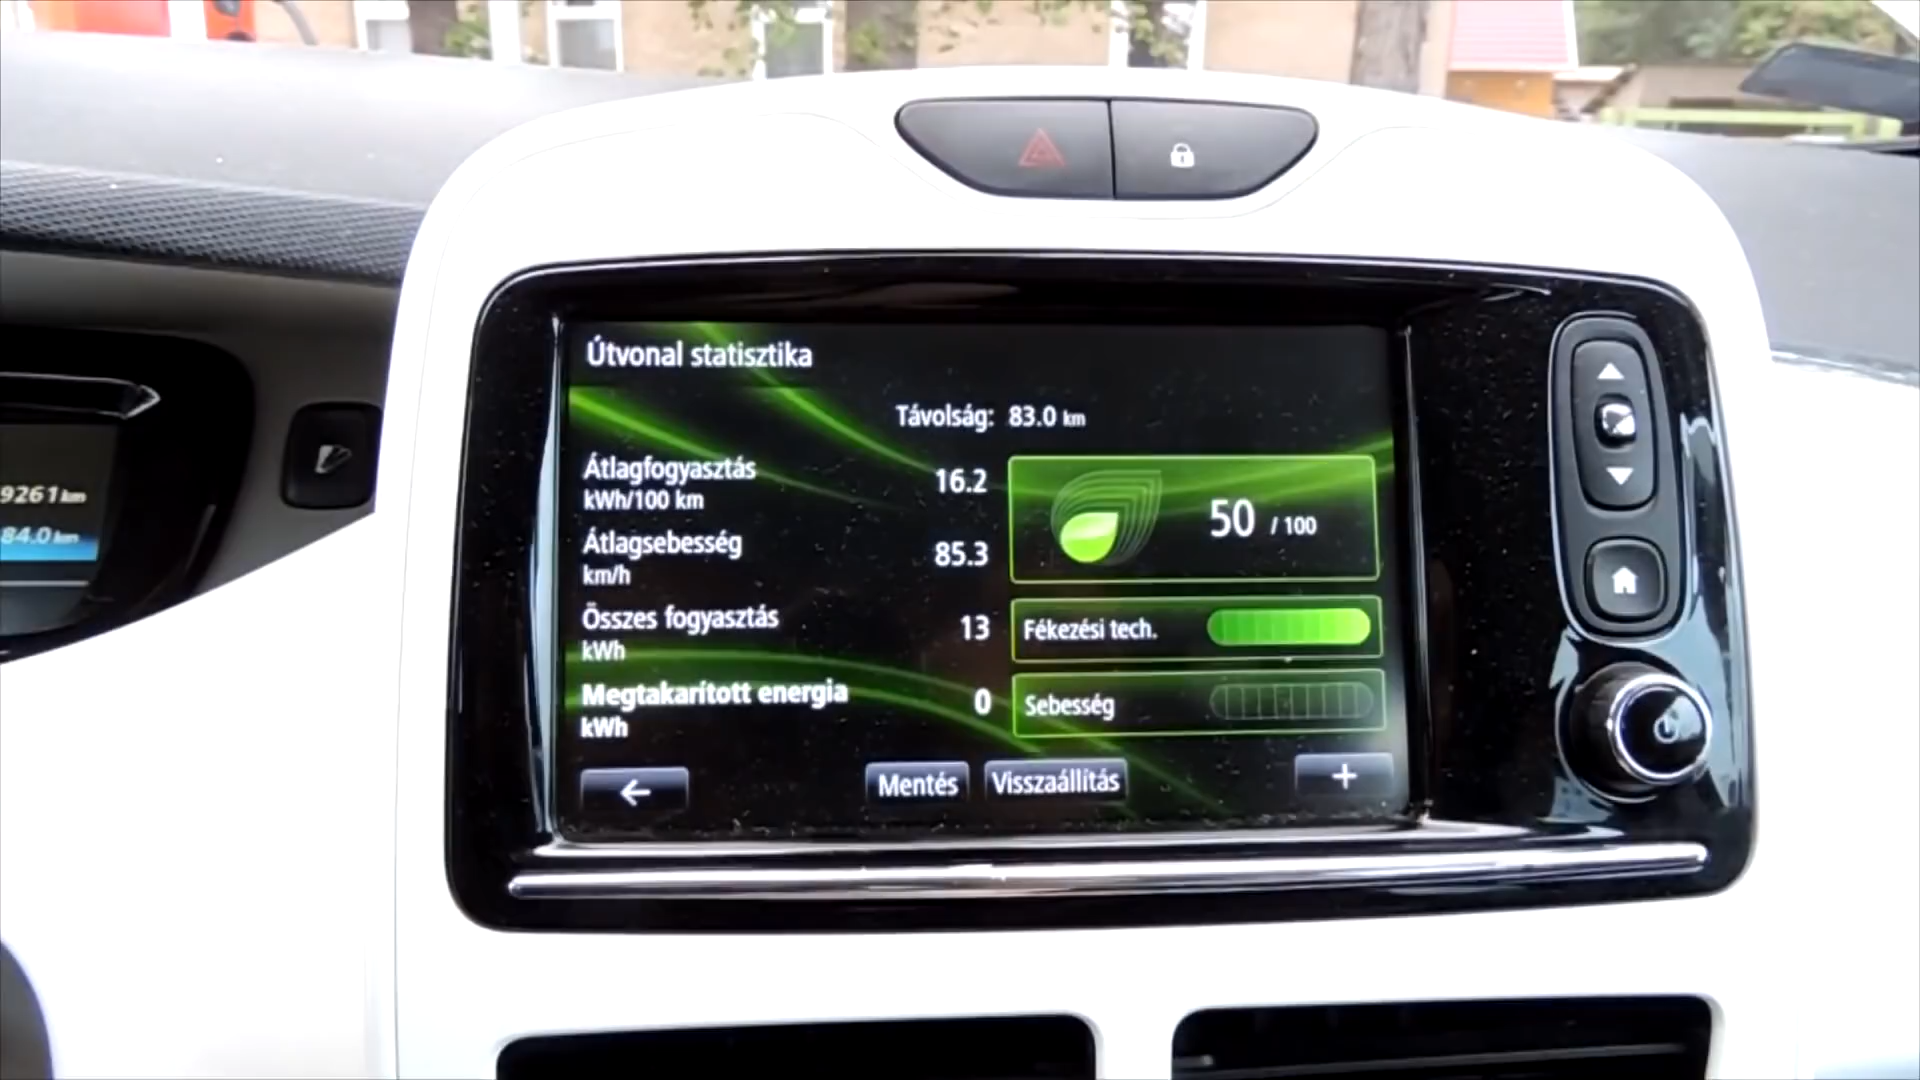 Útvonal statisztika
Távolság: 83.0 km
Átlagfogyasztás 16.2
kWh/100 km
50 / 100
Átlagsebesség 85.3
km/h
Összes fogyasztás 13
kWh
Fékezési tech.
Megtakarított energia 0
kWh
Sebesség
Mentés
Visszaállítás
9261 km
84.0 km